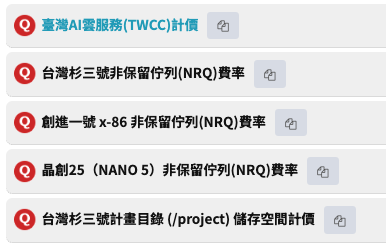 Q 臺灣AI雲服務(TWCC)計價
Q 台灣杉三號非保留佇列(NRQ)費率
Q 創進一號 x-86 非保留佇列(NRQ)費率
Q 晶創25（NANO 5）非保留佇列(NRQ)費率
Q 台灣杉三號計畫目錄 (/project) 儲存空間計價